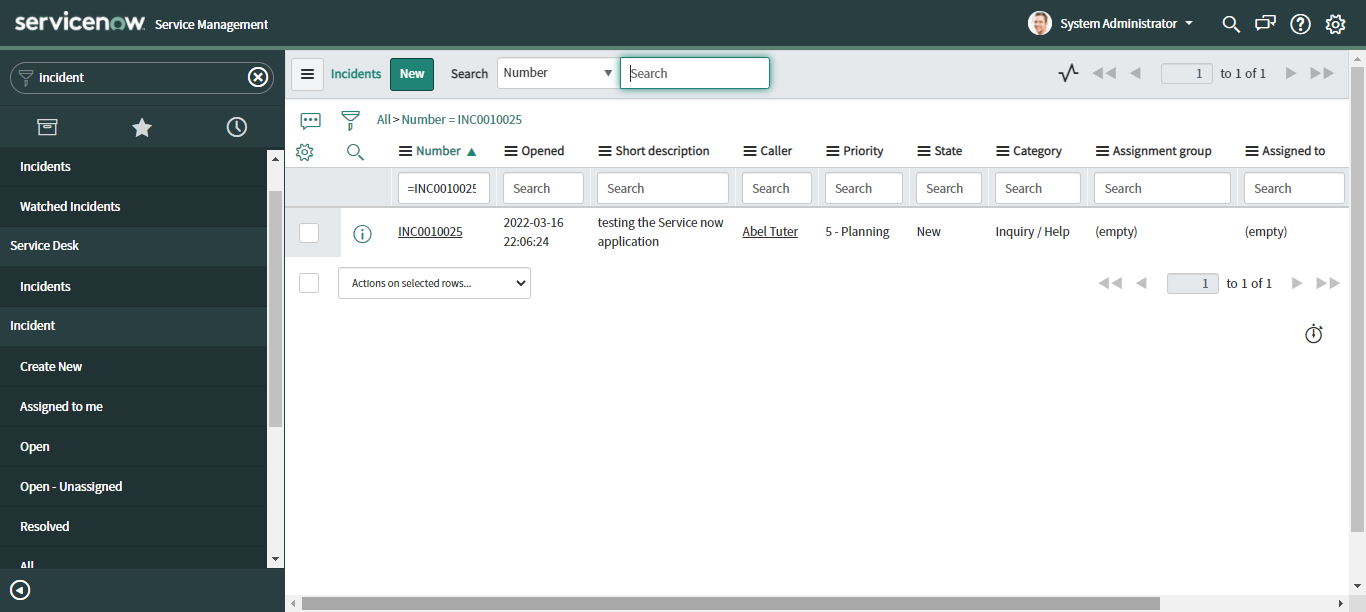 servicenow. Service Management
System Administrator
incident
Incidents
Watched Incidents
Service Desk
Incidents
Incident
Create New
Assigned to me
Open
Open - Unassigned
Resolved
All
Incidents New Search Number Search
1 to 1 of 1
All > Number = INC0010025
Number Opened Short description Caller Priority State Category Assignment group Assigned to
=INC0010025 Search Search Search Search Search Search Search Search
INC0010025 2022-03-16 22:06:24 testing the Service now application Abel Tuter 5 - Planning New Inquiry / Help (empty) (empty)
Actions on selected rows... 1 to 1 of 1